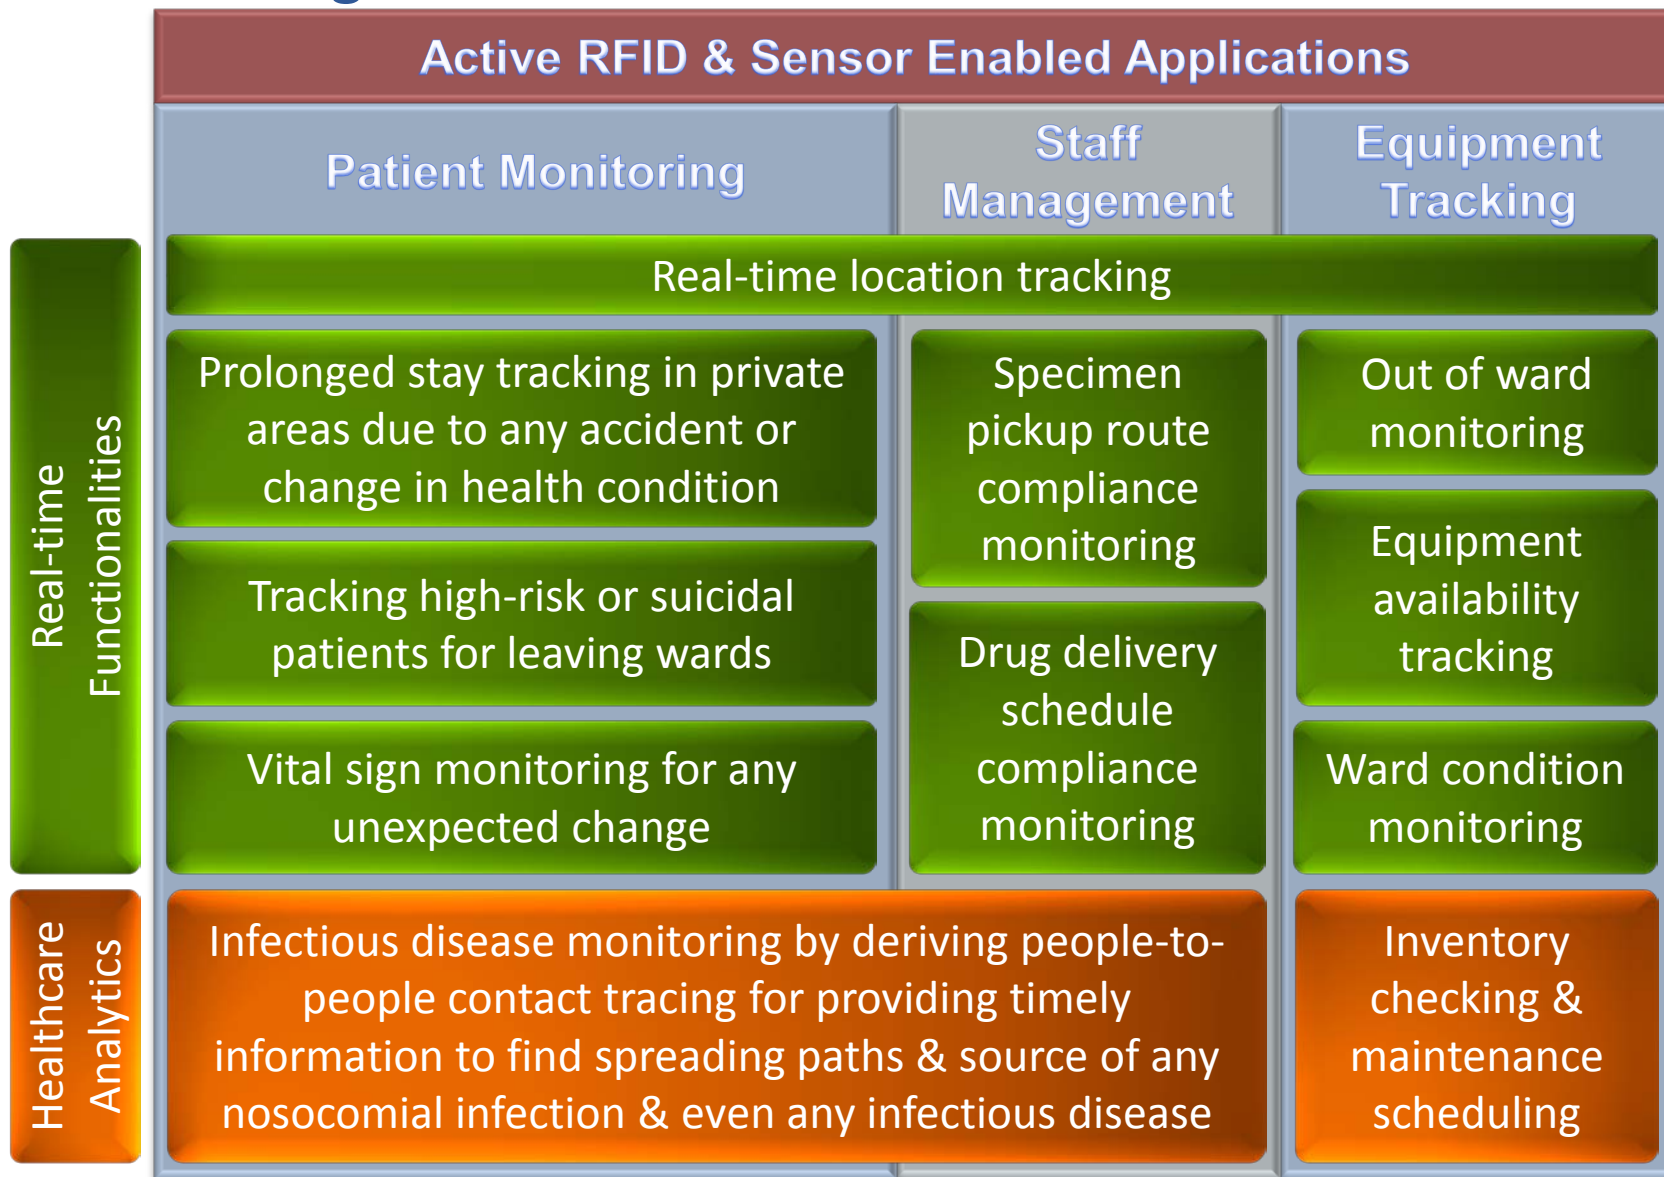 Active RFID & Sensor Enabled Applications
Patient Monitoring
Staff
Management
Equipment
Tracking
Real-time
Functionalities
Real-time location tracking
Prolonged stay tracking in private
areas due to any accident or
change in health condition
Tracking high-risk or suicidal
patients for leaving wards
Vital sign monitoring for any
unexpected change
Specimen
pickup route
compliance
monitoring
Drug delivery
schedule
compliance
monitoring
Out of ward
monitoring
Equipment
availability
tracking
Ward condition
monitoring
Healthcare
Analytics
Infectious disease monitoring by deriving people-to-
people contact tracing for providing timely
information to find spreading paths & source of any
nosocomial infection & even any infectious disease
Inventory
checking &
maintenance
scheduling